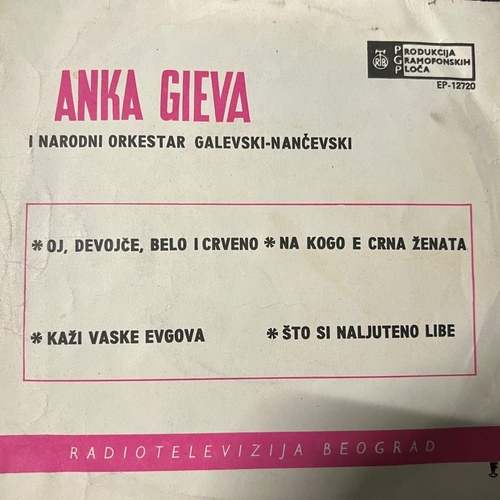 PRODUKCIJA
GRAMOFONSKIH
PLOČA
RTB
EP-12720
ANKA GIEVA
I NARODNI ORKESTAR GALEVSKI-NANČEVSKI
* OJ, DEVOJČE, BELO I CRVENO * NA KOGO E CRNA ŽENATA
* KAŽI VASKE EVGOVA * ŠTO SI NALJUTENO LIBE
RADIOTELEVIZIJA BEOGRAD